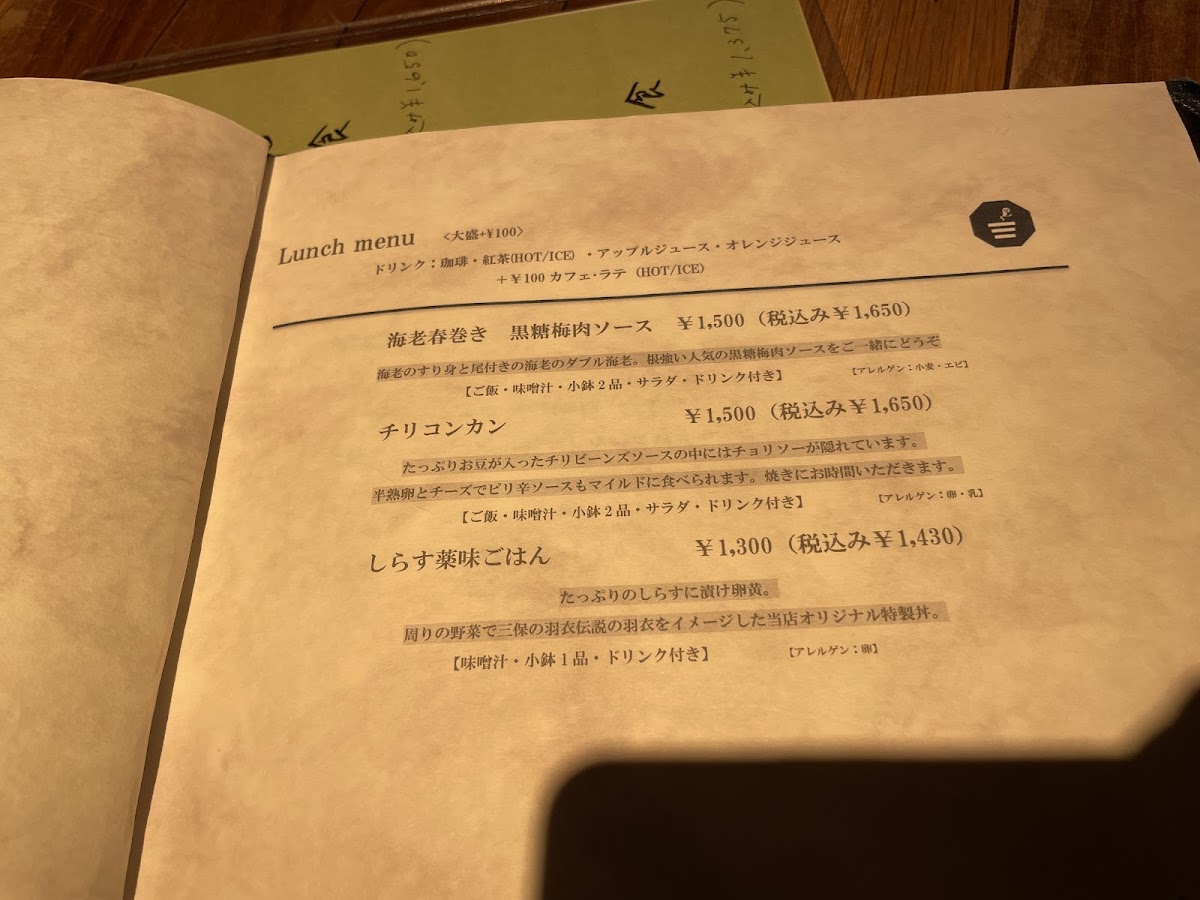 み¥1,650)
食
み¥1,375)
食
Lunch menu <大盛+¥100>
ドリンク:珈琲・紅茶(HOT/ICE)・アップルジュース・オレンジジュース
+¥100 カフェ・ラテ (HOT/ICE)
海老春巻き 黒糖梅肉ソース ¥1,500(税込み¥1,650)
海老のすり身と尾付きの海老のダブル海老。根強い人気の黒糖梅肉ソースをご一緒にどうぞ
【ご飯・味噌汁・小鉢2品・サラダ・ドリンク付き】 【アレルゲン:小麦・エビ】
チリコンカン ¥1,500(税込み¥1,650)
たっぷりお豆が入ったチリビーンズソースの中にはチョリソーが隠れています。
半熟卵とチーズでピリ辛ソースもマイルドに食べられます。焼きにお時間いただきます。
【ご飯・味噌汁・小鉢2品・サラダ・ドリンク付き】 【アレルゲン:卵・乳】
しらす薬味ごはん ¥1,300(税込み¥1,430)
たっぷりのしらすに漬け卵黄。
周りの野菜で三保の羽衣伝説の羽衣をイメージした当店オリジナル特製丼。
【味噌汁・小鉢1品・ドリンク付き】 【アレルゲン:卵】